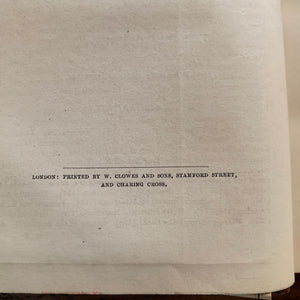 LONDON: PRINTED BY W. CLOWES AND SONS, STAMFORD STREET,
AND CHARING CROSS.